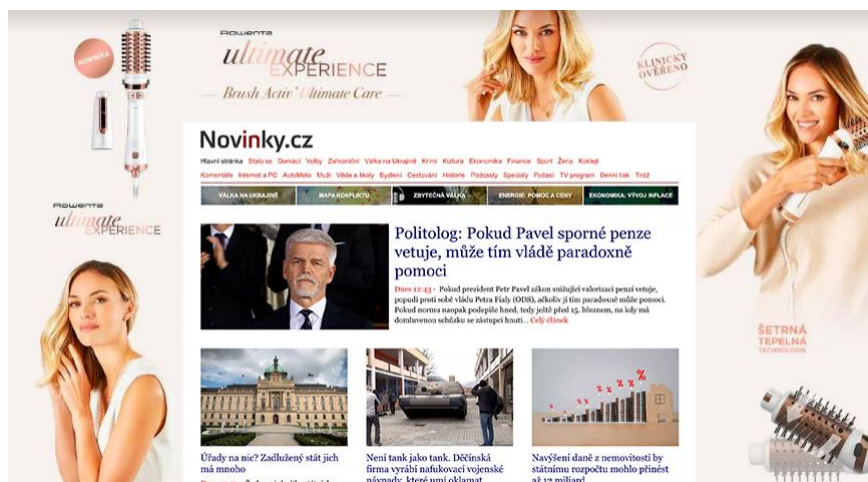 Rowenta
ultimate
EXPERIENCE
Brush Activ' Ultimate Care
NOVINKA
KLINICKY
OVĚŘENO
Novinky.cz
Hlavní stránka Stalo se Domácí Volby Zahraniční Válka na Ukrajině Krimi Kultura Ekonomika Finance Sport Žena Koktejl
Komentáře Internet a PC AutoMoto Muži Věda a školy Bydlení Cestování Historie Podcasty Speciály Počasí TV program Denní tisk Tiráž
VÁLKA NA UKRAJINĚ MAPA KONFLIKTU ZBYTEČNÁ VÁLKA ENERGIE: POMOC A CENY EKONOMIKA: VÝVOJ INFLACE
Rowenta
ultimate
EXPERIENCE
Politolog: Pokud Pavel sporné penze
vetuje, může tím vládě paradoxně
pomoci
Dnes 12:43 · Pokud prezident Petr Pavel zákon snižující valorizaci penzí vetuje,
popudí proti sobě vládu Petra Fialy (ODS), ačkoliv jí tím paradoxně může pomoci.
Pokud normu naopak podepíše hned, tedy ještě před 15. březnem, na kdy má
domluvenou schůzku se zástupci hnutí... Celý článek
ŠETRNÁ
TEPELNÁ
TECHNOLOGIE
Úřady na nic? Zadlužený stát jich
má mnoho
Není tank jako tank. Děčínská
firma vyrábí nafukovací vojenské
návnady, které umí oklamat
Navýšení daně z nemovitosti by
státnímu rozpočtu mohlo přinést
až 12 miliard